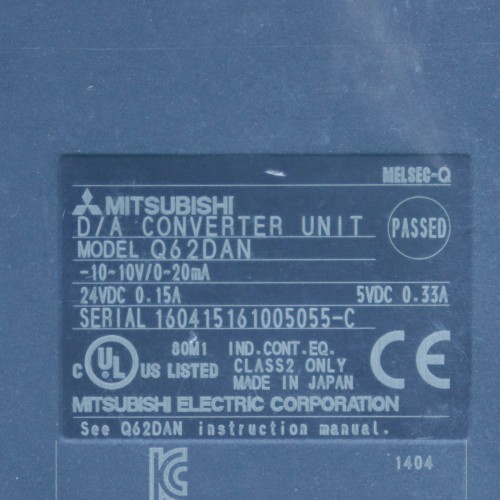 MELSEC-Q
MITSUBISHI
D/A CONVERTER UNIT
PASSED
MODEL Q62DAN
-10-10V/0-20mA
24VDC 0.15A 5VDC 0.33A
SERIAL 160415161005055-C
C UL US LISTED 80M1 IND.CONT.EQ.
CLASS2 ONLY
MADE IN JAPAN
CE
MITSUBISHI ELECTRIC CORPORATION
See Q62DAN instruction manual.
1404